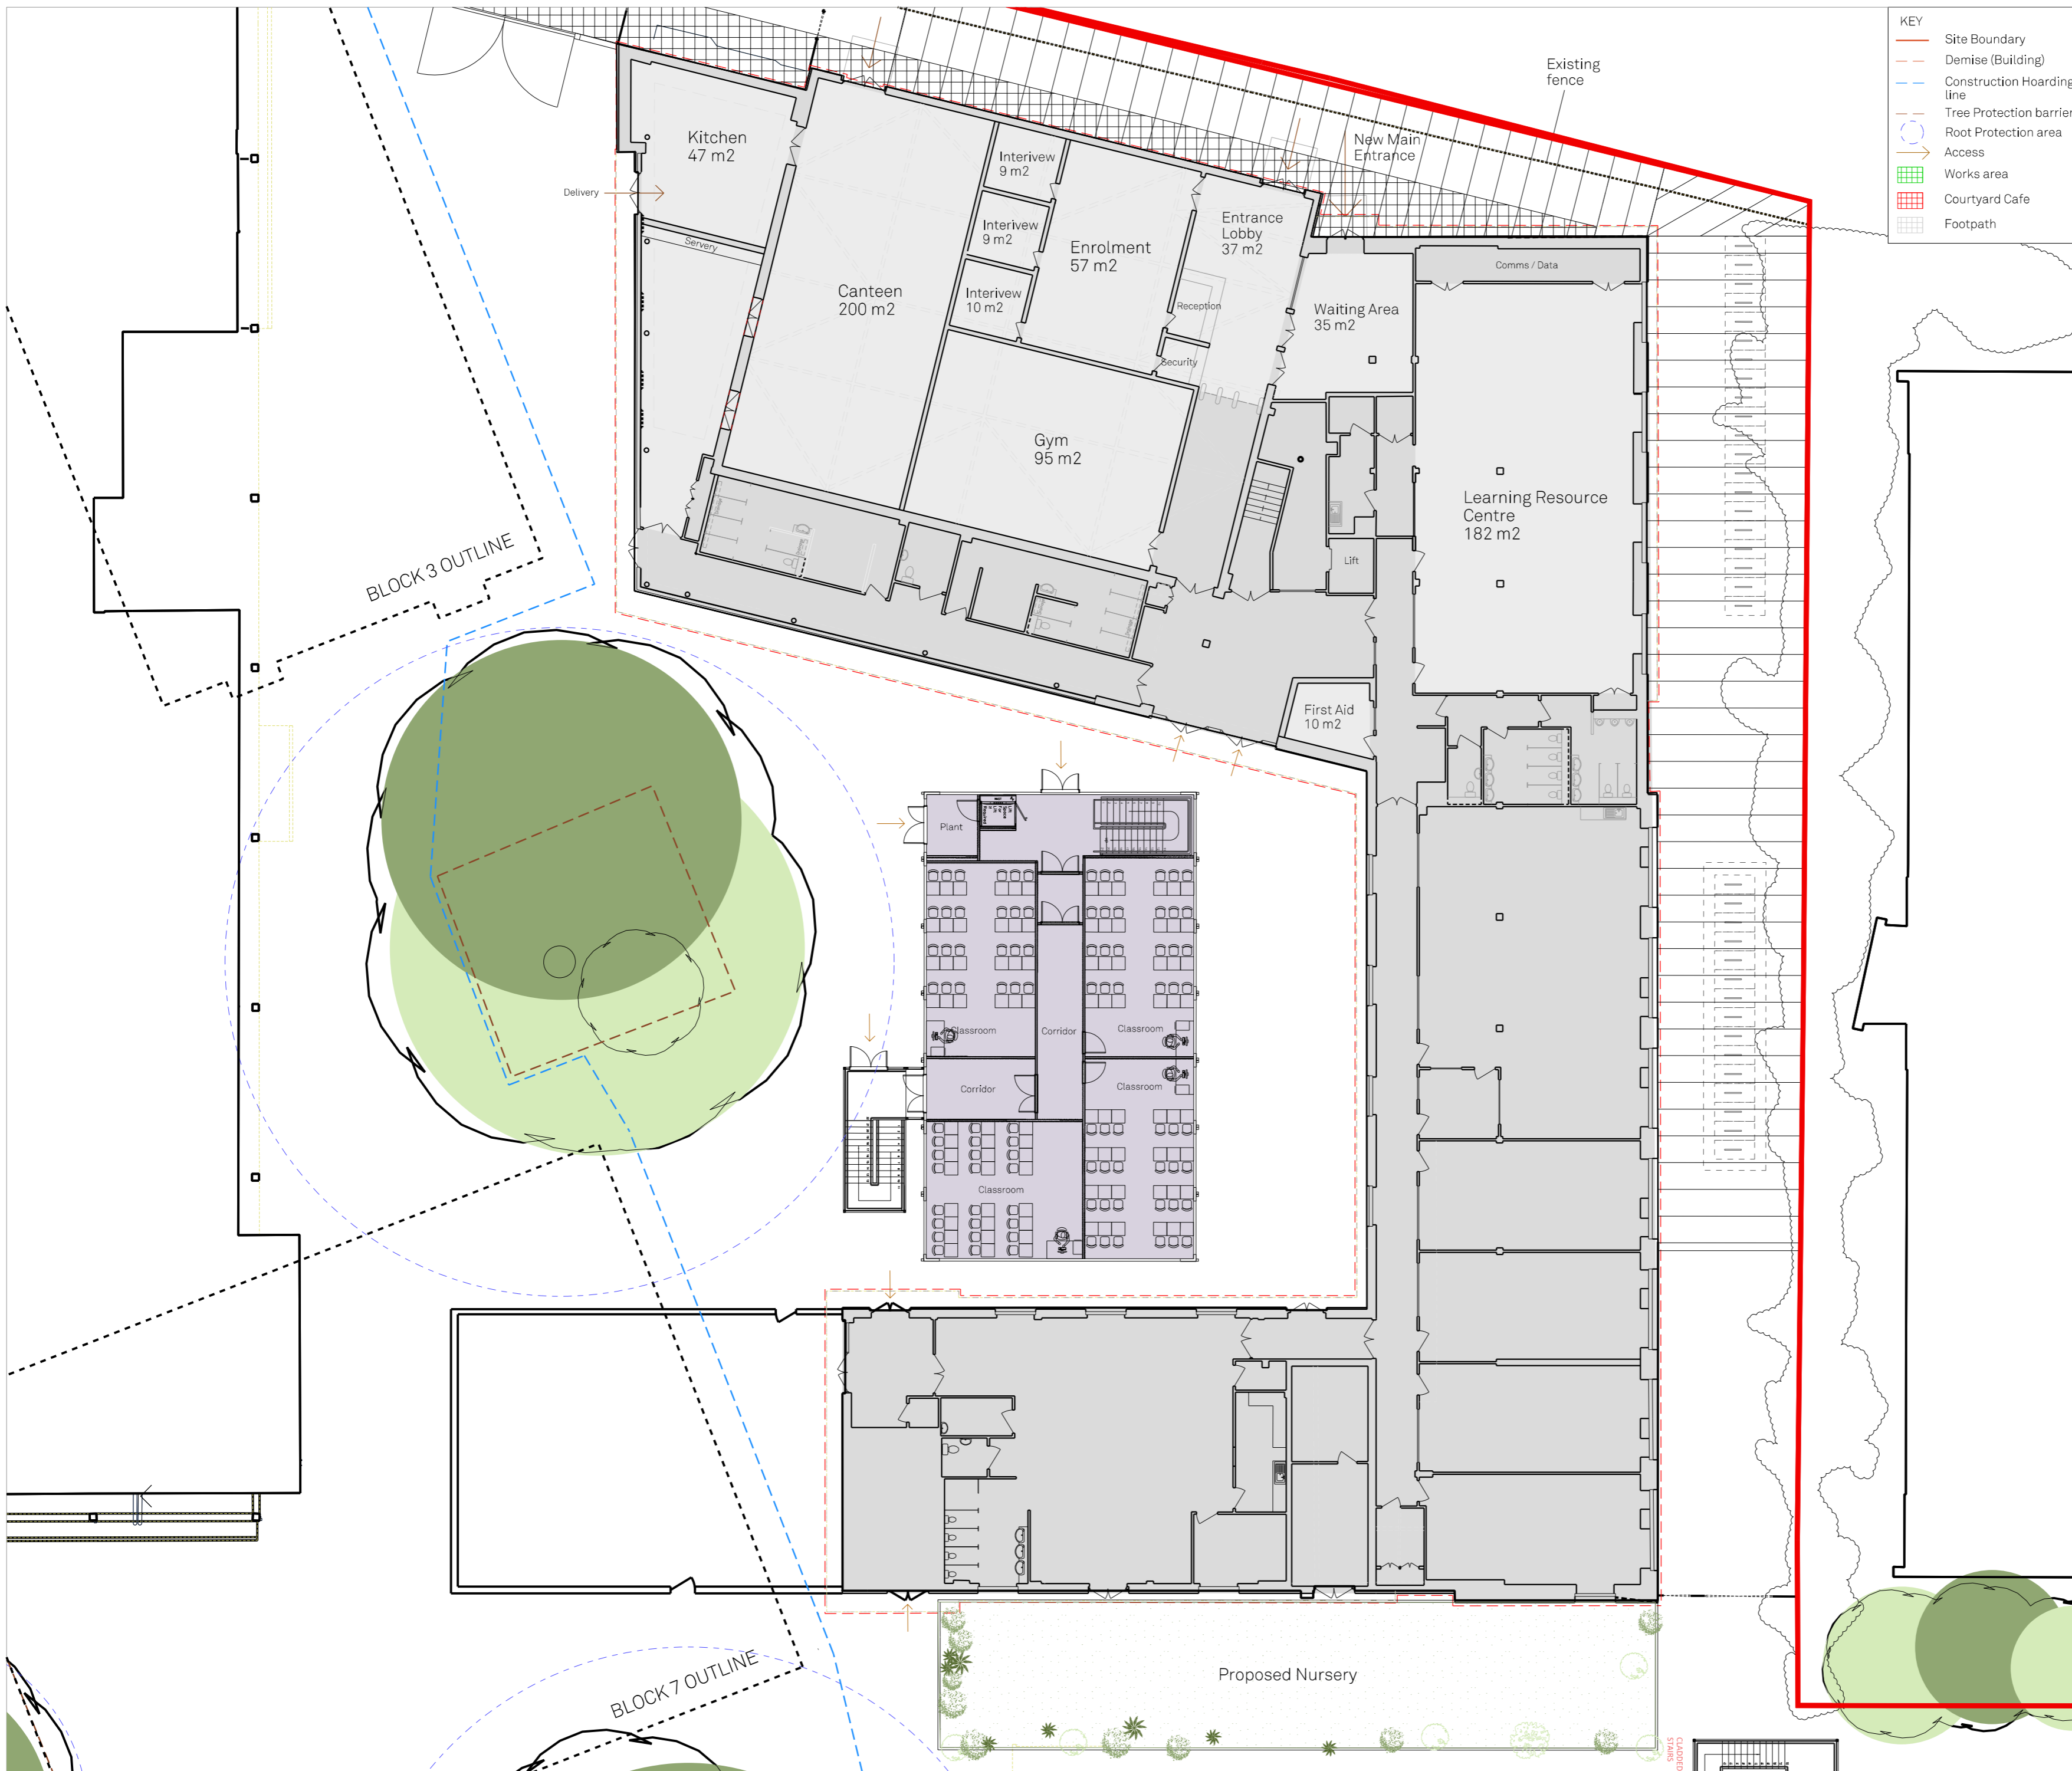 KEY
Site Boundary
Demise (Building)
Construction Hoarding
line
Tree Protection barrier
Root Protection area
Access
Works area
Courtyard Cafe
Footpath
Existing
fence
New Main
Entrance
Kitchen
47 m2
Delivery
Servery
Interivew
9 m2
Interivew
9 m2
Interivew
10 m2
Enrolment
57 m2
Entrance
Lobby
37 m2
Reception
Security
Canteen
200 m2
Waiting Area
35 m2
Comms / Data
Gym
95 m2
Learning Resource
Centre
182 m2
Lift
First Aid
10 m2
BLOCK 3 OUTLINE
Plant
Classroom
Corridor
Classroom
Corridor
Classroom
Classroom
BLOCK 7 OUTLINE
Proposed Nursery
CLADDED
STAIRS